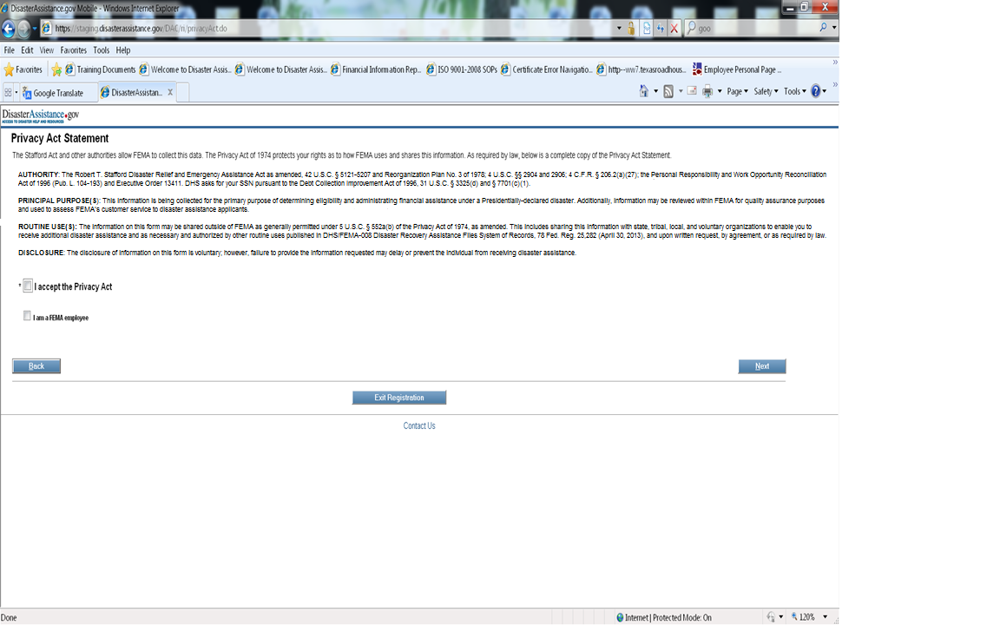 DisasterAssistance.gov Mobile - Windows Internet Explorer
https://staging.disasterassistance.gov/DAC/ri/privacyAct.do goo
File Edit View Favorites Tools Help
Favorites Training Documents Welcome to Disaster Assis... Welcome to Disaster Assis... Financial Information Rep... ISO 9001-2008 SOPs Certificate Error Navigatio... http--ww7.texasroadhous... Employee Personal Page ...
Google Translate DisasterAssistan... X Page Safety Tools
DisasterAssistance.gov
ACCESS TO DISASTER HELP AND RESOURCES
Privacy Act Statement
The Stafford Act and other authorities allow FEMA to collect this data. The Privacy Act of 1974 protects your rights as to how FEMA uses and shares this information. As required by law, below is a complete copy of the Privacy Act Statement.
AUTHORITY: The Robert T. Stafford Disaster Relief and Emergency Assistance Act as amended, 42 U.S.C. § 5121-5207 and Reorganization Plan No. 3 of 1978; 4 U.S.C. §§ 2904 and 2906; 4 C.F.R. § 206.2(a)(27); the Personal Responsibility and Work Opportunity Reconciliation
Act of 1996 (Pub. L. 104-193) and Executive Order 13411. DHS asks for your SSN pursuant to the Debt Collection Improvement Act of 1996, 31 U.S.C. § 3325(d) and § 7701(c)(1).
PRINCIPAL PURPOSE(S): This information is being collected for the primary purpose of determining eligibility and administrating financial assistance under a Presidentially-declared disaster. Additionally, information may be reviewed within FEMA for quality assurance purposes
and used to assess FEMA's customer service to disaster assistance applicants.
ROUTINE USE(S): The information on this form may be shared outside of FEMA as generally permitted under 5 U.S.C. § 552a(b) of the Privacy Act of 1974, as amended. This includes sharing this information with state, tribal, local, and voluntary organizations to enable you to
receive additional disaster assistance and as necessary and authorized by other routine uses published in DHS/FEMA-008 Disaster Recovery Assistance Files System of Records, 78 Fed. Reg. 25,282 (April 30, 2013), and upon written request, by agreement, or as required by law.
DISCLOSURE: The disclosure of information on this form is voluntary; however, failure to provide the information requested may delay or prevent the individual from receiving disaster assistance.
* I accept the Privacy Act
I am a FEMA employee
Back Next
Exit Registration
Contact Us
Done Internet | Protected Mode: On 120%